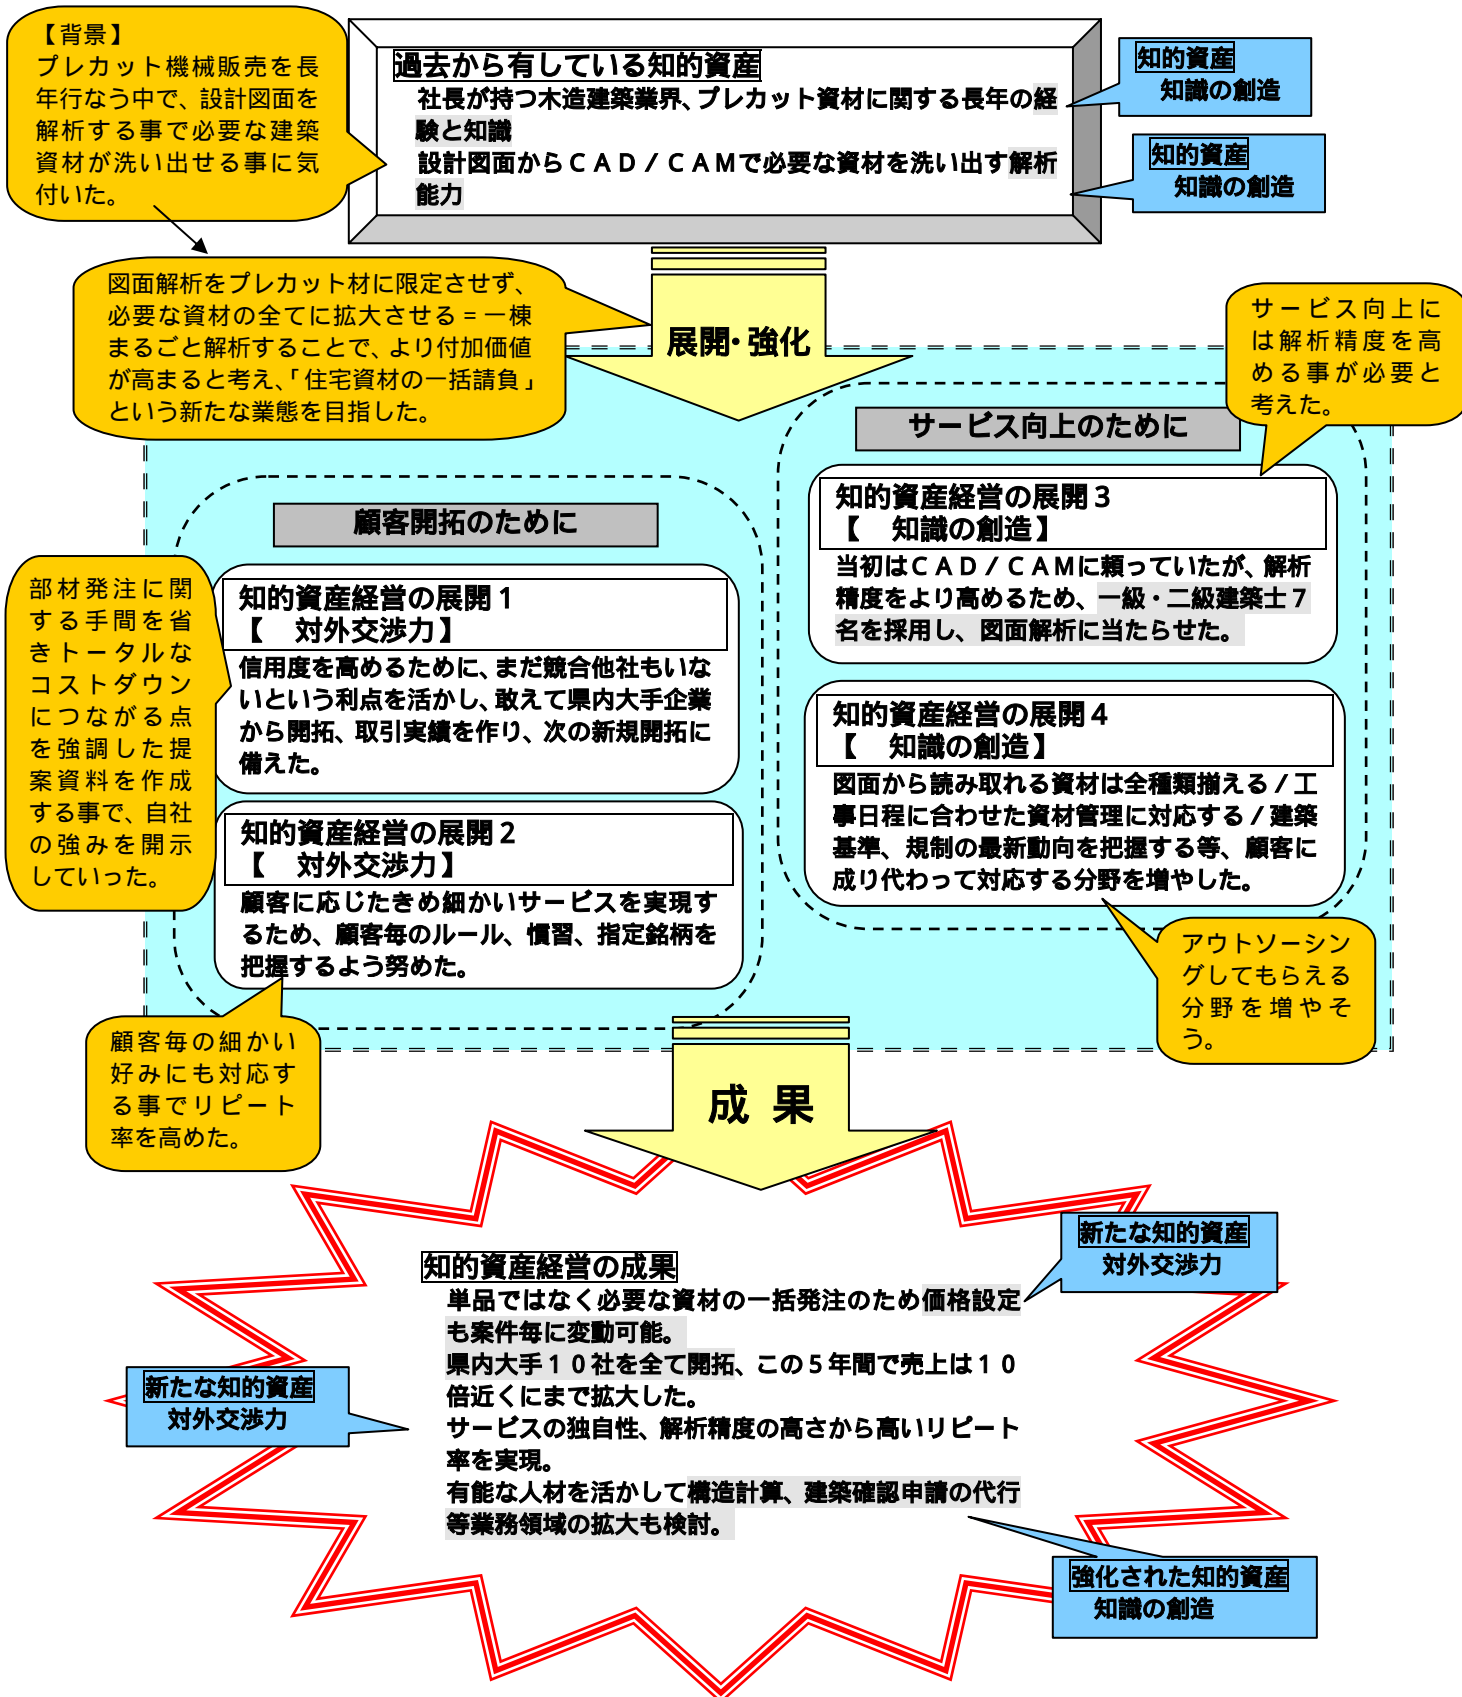 【背景】
プレカット機械販売を長
年行なう中で、設計図面を
解析する事で必要な建築
資材が洗い出せる事に気
付いた。
過去から有している知的資産
社長が持つ木造建築業界、プレカット資材に関する長年の経
験と知識
設計図面からＣＡＤ／ＣＡＭで必要な資材を洗い出す解析
能力
知的資産
知識の創造
知的資産
知識の創造
図面解析をプレカット材に限定させず、
必要な資材の全てに拡大させる＝一棟
まるごと解析することで、より付加価値
が高まると考え、「住宅資材の一括請負」
という新たな業態を目指した。
展開・強化
サービス向上に
は解析精度を高
める事が必要と
考えた。
サービス向上のために
知的資産経営の展開３
【　知識の創造】
当初はＣＡＤ／ＣＡＭに頼っていたが、解析
精度をより高めるため、一級・二級建築士７
名を採用し、図面解析に当たらせた。
知的資産経営の展開４
【　知識の創造】
図面から読み取れる資材は全種類揃える／工
事日程に合わせた資材管理に対応する／建築
基準、規制の最新動向を把握する等、顧客に
成り代わって対応する分野を増やした。
アウトソーシン
グしてもらえる
分野を増やそ
う。
顧客開拓のために
部材発注に関
する手間を省
きトータルな
コストダウン
につながる点
を強調した提
案資料を作成
する事で、自社
の強みを開示
していった。
知的資産経営の展開１
【　対外交渉力】
信用度を高めるために、まだ競合他社もいな
いという利点を活かし、敢えて県内大手企業
から開拓、取引実績を作り、次の新規開拓に
備えた。
知的資産経営の展開２
【　対外交渉力】
顧客に応じたきめ細かいサービスを実現す
るため、顧客毎のルール、慣習、指定銘柄を
把握するよう努めた。
顧客毎の細かい
好みにも対応す
る事でリピート
率を高めた。
成 果
知的資産経営の成果
単品ではなく必要な資材の一括発注のため価格設定
も案件毎に変動可能。
県内大手１０社を全て開拓、この５年間で売上は１０
倍近くにまで拡大した。
サービスの独自性、解析精度の高さから高いリピート
率を実現。
有能な人材を活かして構造計算、建築確認申請の代行
等業務領域の拡大も検討。
新たな知的資産
対外交渉力
新たな知的資産
対外交渉力
強化された知的資産
知識の創造